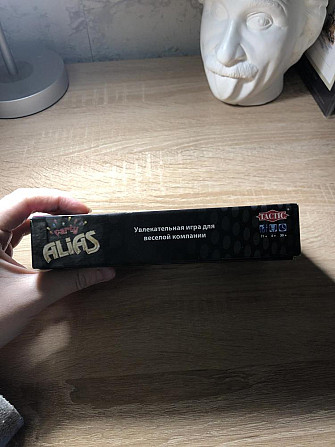 party
ALIAS
Увлекательная игра для
веселой компании
TACTIC